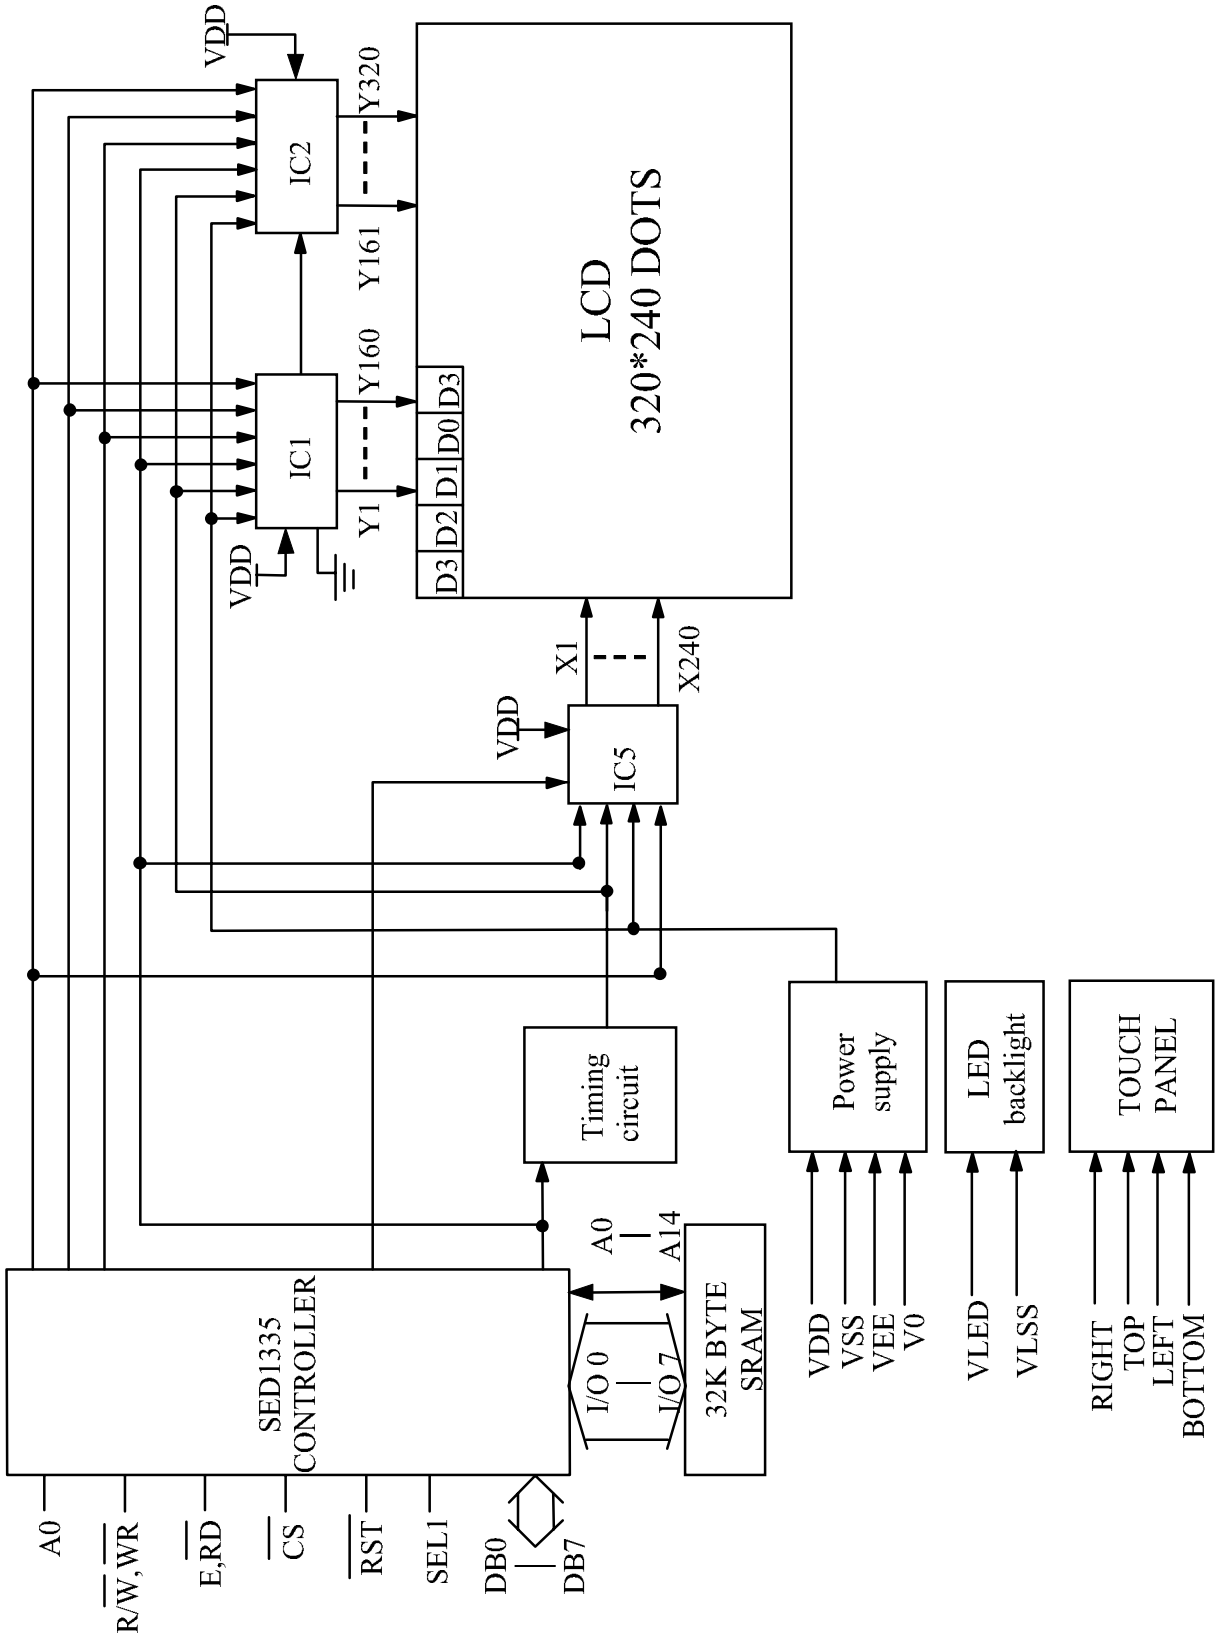 A0
R/W,WR
E,RD
CS
RST
SEL1
DB0
DB7
SED1335
CONTROLLER
I/O 0
I/O 7
A0
A14
32K BYTE
SRAM
Timing
circuit
VDD
IC5
X1
X240
VDD
IC1
Y1
Y160
IC2
VDD
Y161
Y320
D3
D2
D1
D0
D3
LCD
320*240 DOTS
VDD
VSS
VEE
V0
Power
supply
VLED
VLSS
LED
backlight
RIGHT
TOP
LEFT
BOTTOM
TOUCH
PANEL